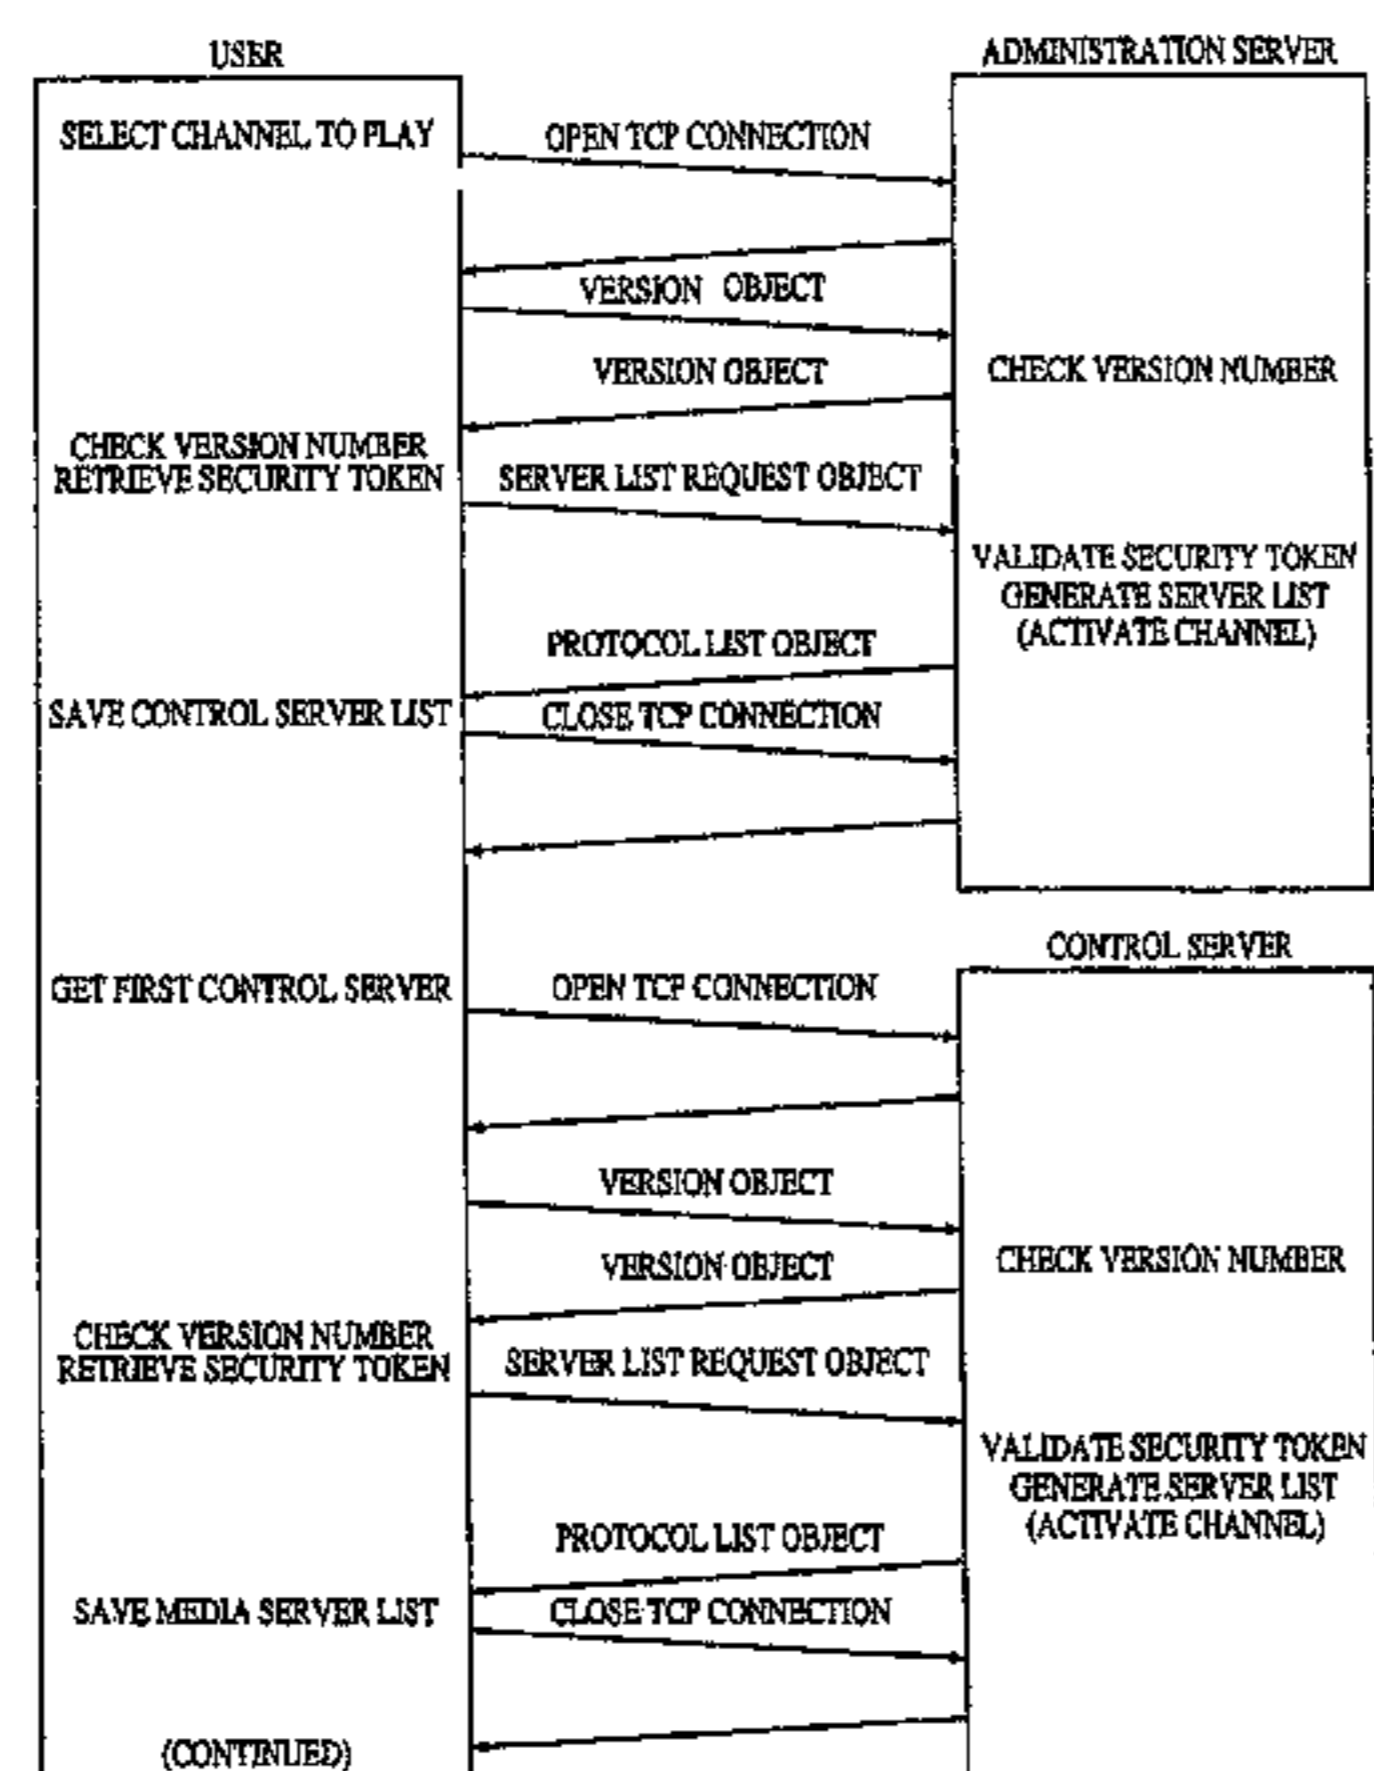 USER
ADMINISTRATION SERVER
SELECT CHANNEL TO PLAY
OPEN TCP CONNECTION
VERSION OBJECT
VERSION OBJECT
CHECK VERSION NUMBER
CHECK VERSION NUMBER
RETRIEVE SECURITY TOKEN
SERVER LIST REQUEST OBJECT
VALIDATE SECURITY TOKEN
GENERATE SERVER LIST
(ACTIVATE CHANNEL)
PROTOCOL LIST OBJECT
SAVE CONTROL SERVER LIST
CLOSE TCP CONNECTION
CONTROL SERVER
GET FIRST CONTROL SERVER
OPEN TCP CONNECTION
VERSION OBJECT
VERSION OBJECT
CHECK VERSION NUMBER
CHECK VERSION NUMBER
RETRIEVE SECURITY TOKEN
SERVER LIST REQUEST OBJECT
VALIDATE SECURITY TOKEN
GENERATE SERVER LIST
(ACTIVATE CHANNEL)
PROTOCOL LIST OBJECT
SAVE MEDIA SERVER LIST
CLOSE TCP CONNECTION
(CONTINUED)